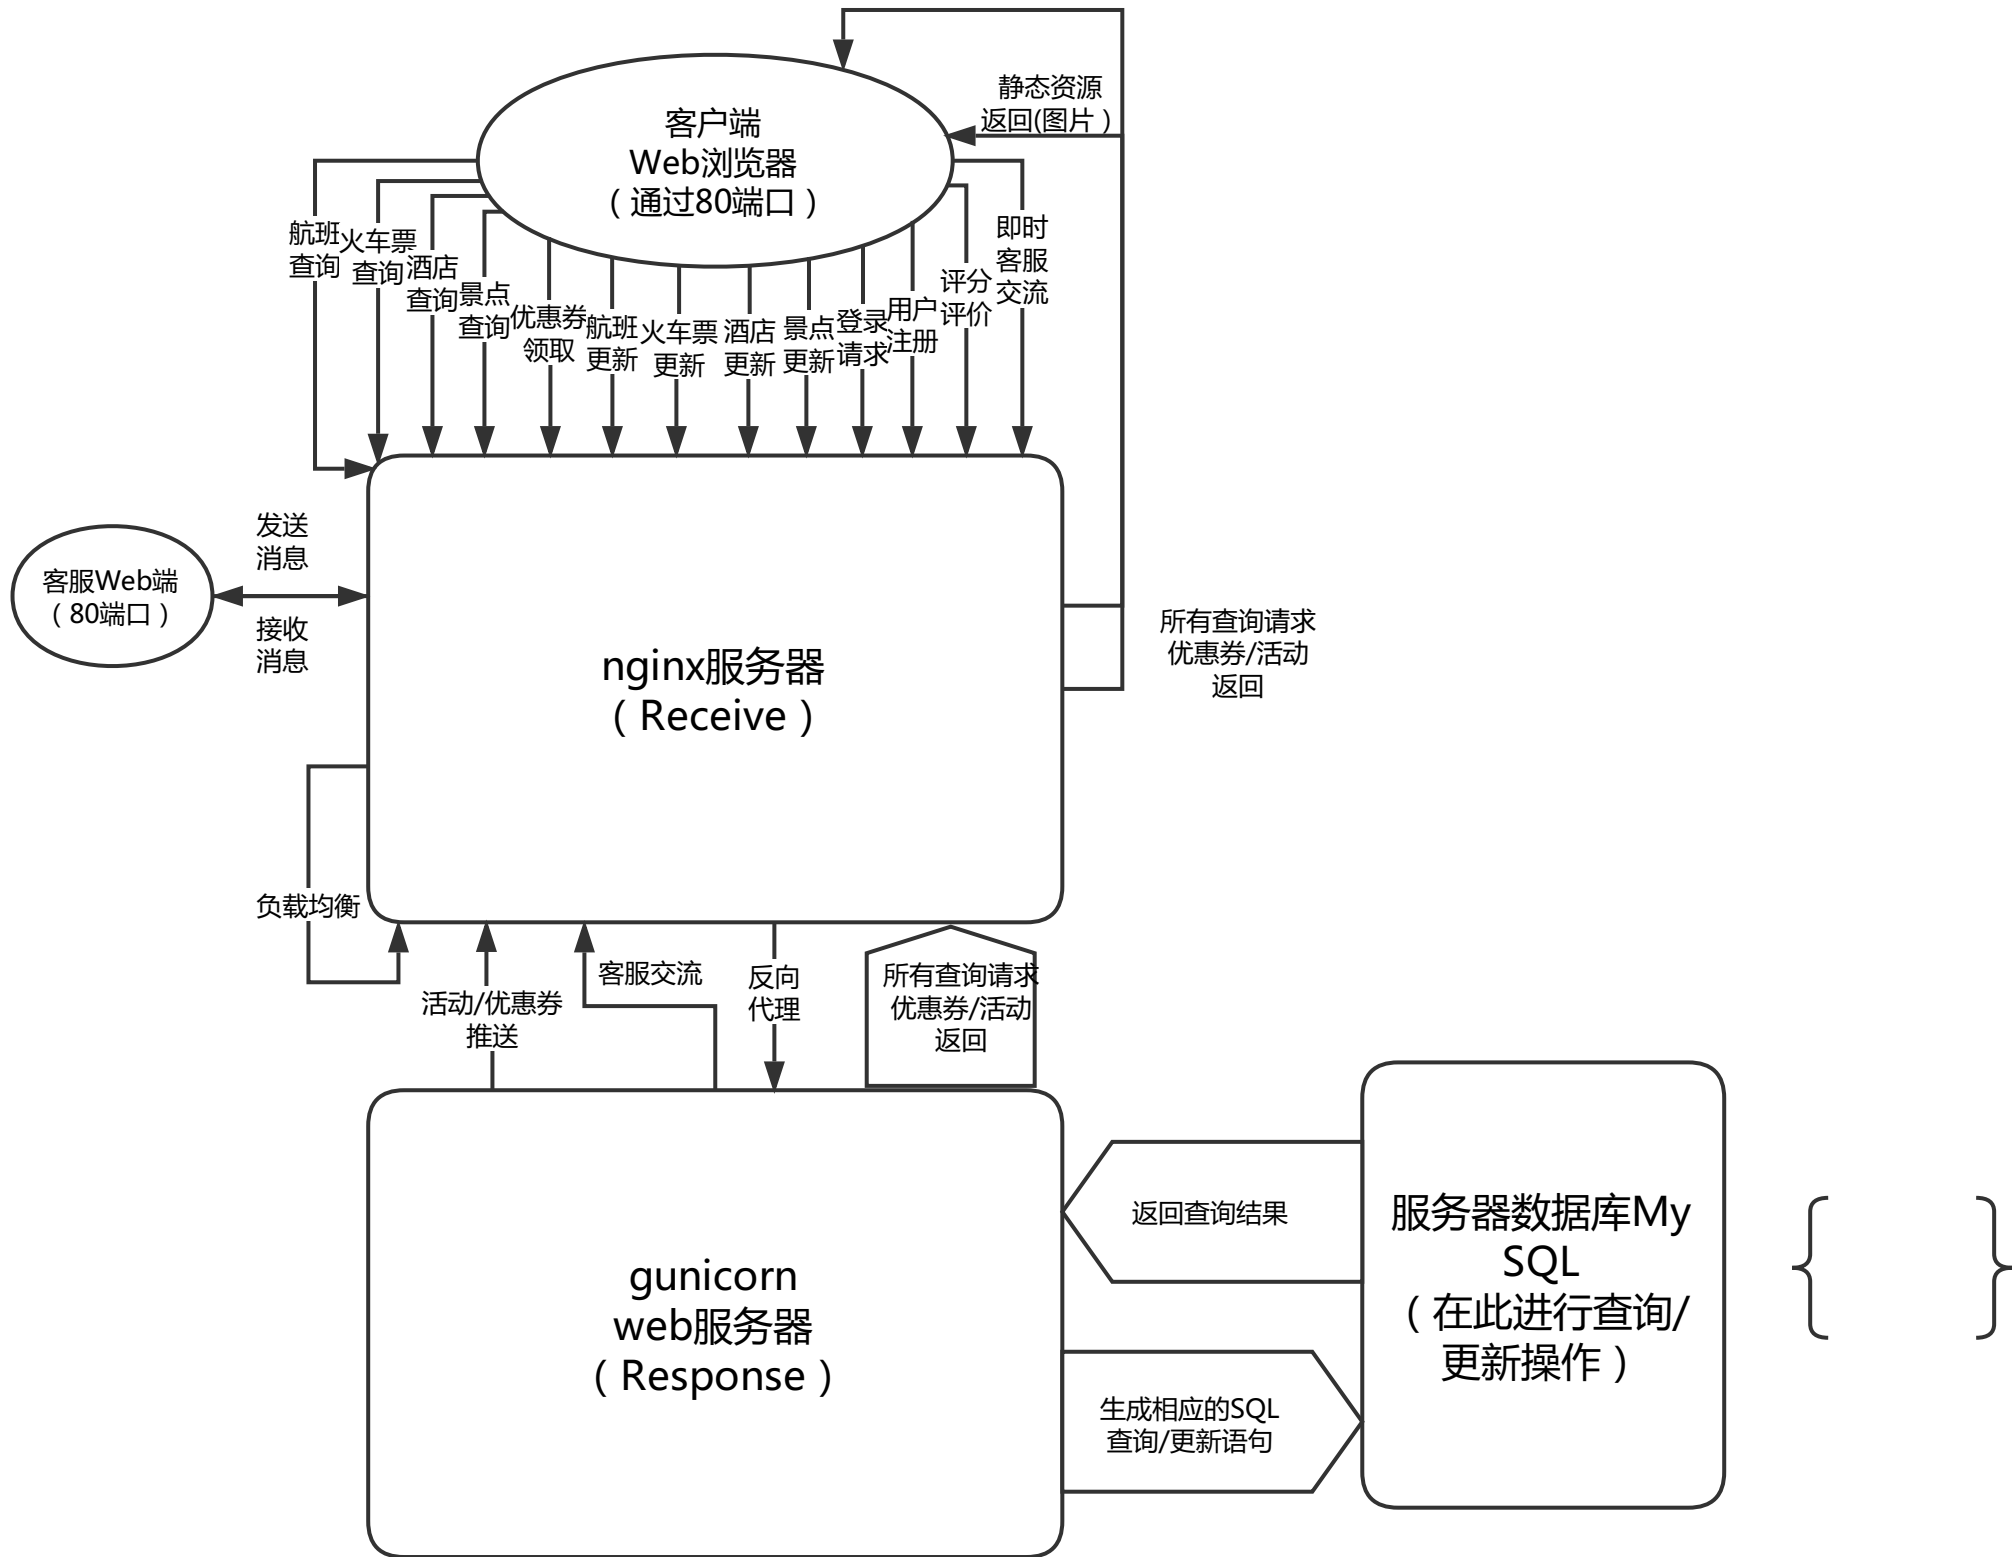 客户端
Web浏览器
（通过80端口）
静态资源
返回(图片）
航班
查询
火车票
查询
酒店
查询
景点
查询
优惠券
领取
航班
更新
火车票
更新
酒店
更新
景点
更新
登录
请求
用户
注册
评分
评价
即时
客服
交流
客服Web端
（80端口）
发送
消息
接收
消息
nginx服务器
（Receive）
所有查询请求
优惠券/活动
返回
负载均衡
活动/优惠券
推送
客服交流
反向
代理
所有查询请求
优惠券/活动
返回
gunicorn
web服务器
（Response）
返回查询结果
生成相应的SQL
查询/更新语句
服务器数据库My
SQL
（在此进行查询/
更新操作）